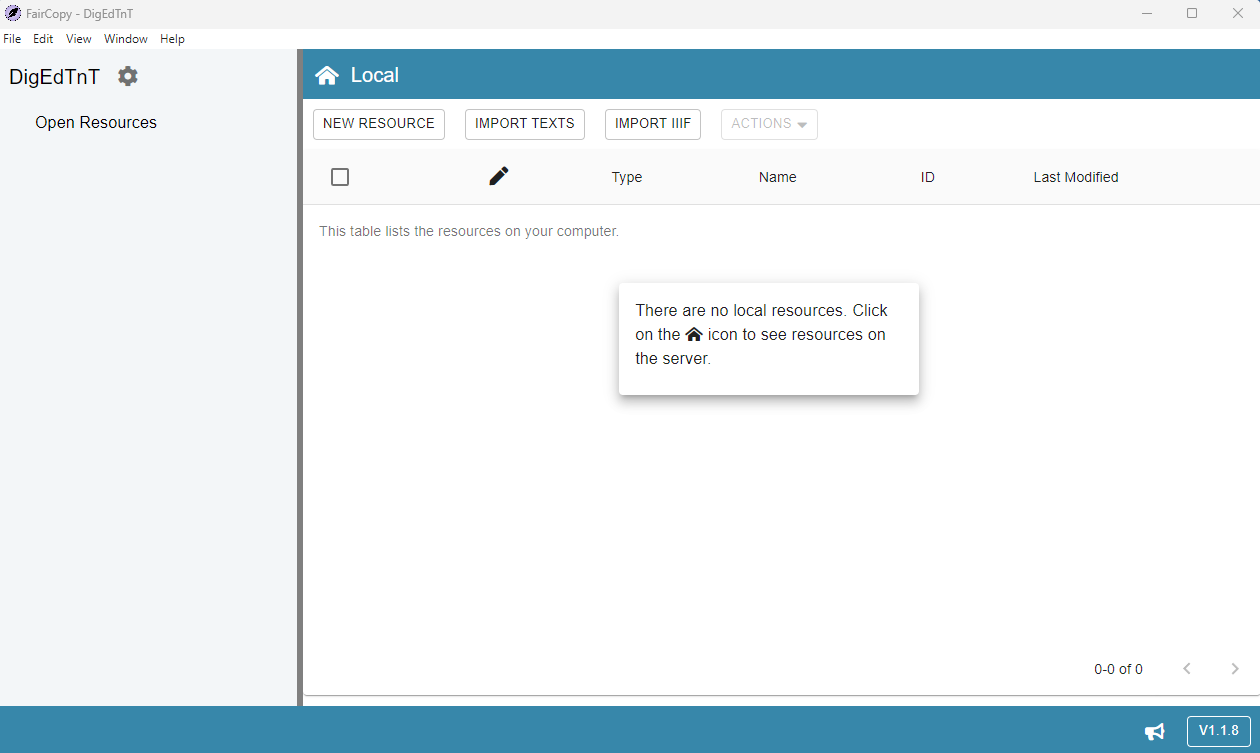 FairCopy - DigEdTnT
File Edit View Window Help
DigEdTnT
Open Resources
Local
NEW RESOURCE IMPORT TEXTS IMPORT IIIF ACTIONS
Type Name ID Last Modified
This table lists the resources on your computer.
There are no local resources. Click
on the icon to see resources on
the server.
0-0 of 0
V1.1.8